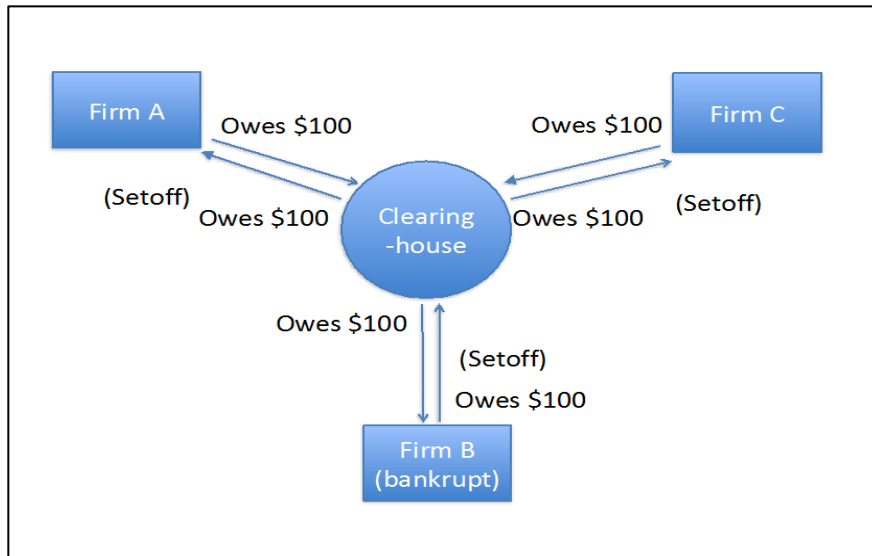 Firm A
Owes $100
(Setoff)
Owes $100
Firm C
Owes $100
(Setoff)
Owes $100
Clearing
-house
Owes $100
(Setoff)
Owes $100
Firm B
(bankrupt)